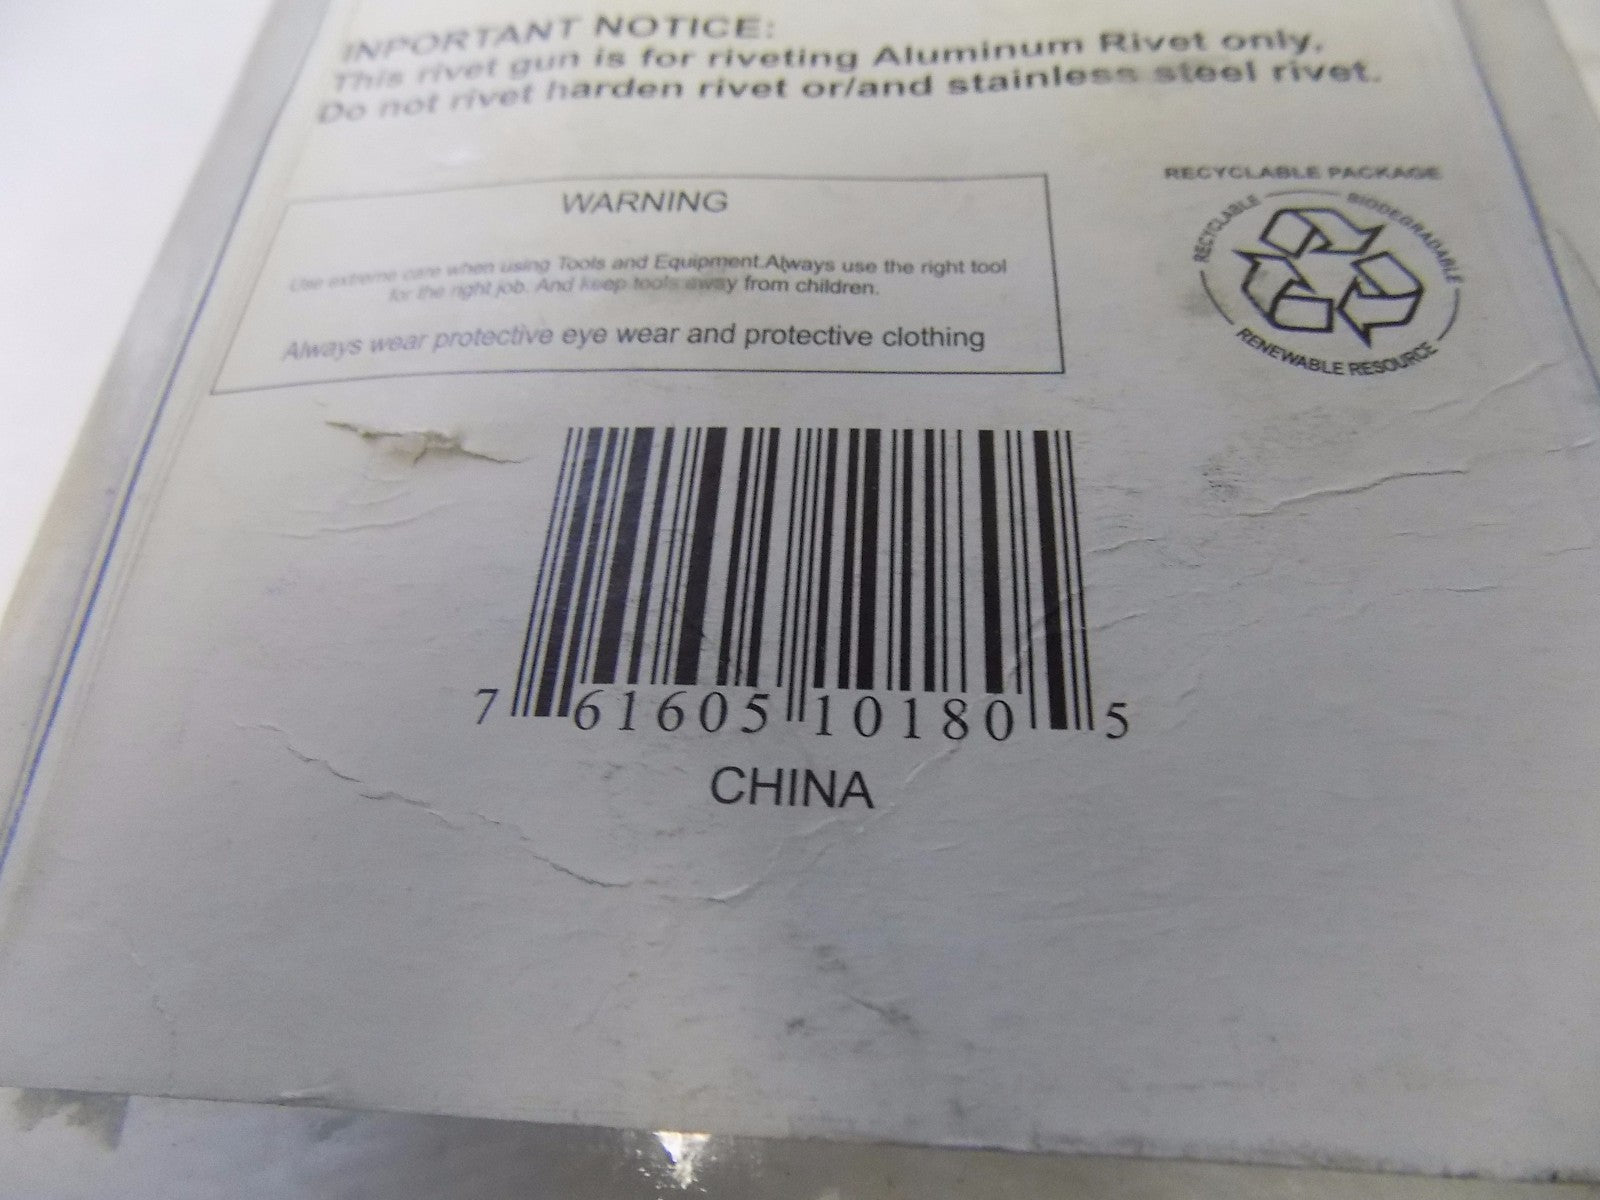 INPORTANT NOTICE:
This rivet gun is for riveting Aluminum Rivet only.
Do not rivet harden rivet or/and stainless steel rivet.
WARNING
Use extreme care when using Tools and Equipment.Always use the right tool
for the right job. And keep tools away from children.
Always wear protective eye wear and protective clothing
RECYCLABLE PACKAGE
RECYCLABLE
BIODEGRADABLE
RENEWABLE RESOURCE
7 61605 10180 5
CHINA